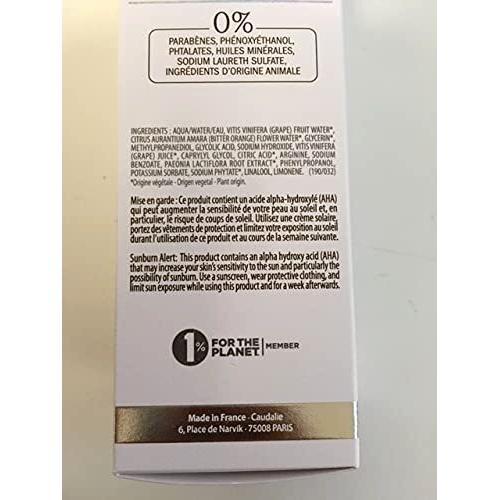 0%
PARABÈNES, PHÉNOXYÉTHANOL,
PHTALATES, HUILES MINÉRALES,
SODIUM LAURETH SULFATE,
INGRÉDIENTS D'ORIGINE ANIMALE
INGREDIENTS : AQUA/WATER/EAU, VITIS VINIFERA (GRAPE) FRUIT WATER*,
CITRUS AURANTIUM AMARA (BITTER ORANGE) FLOWER WATER*, GLYCERIN*,
METHYLPROPANEDIOL, GLYCOLIC ACID, SODIUM HYDROXIDE, VITIS VINIFERA
(GRAPE) JUICE*, CAPRYLYL GLYCOL, CITRIC ACID*, ARGININE, SODIUM
BENZOATE, PAEONIA LACTIFLORA ROOT EXTRACT*, PHENYLPROPANOL,
POTASSIUM SORBATE, SODIUM PHYTATE*, LINALOOL, LIMONENE. (190/032)
*Origine végétale - Origen vegetal - Plant origin.
Mise en garde : Ce produit contient un acide alpha-hydroxylé (AHA)
qui peut augmenter la sensibilité de votre peau au soleil et, en
particulier, le risque de coups de soleil. Utilisez une crème solaire,
portez des vêtements de protection et limitez votre exposition au soleil
durant l'utilisation de ce produit et au cours de la semaine suivante.
Sunburn Alert: This product contains an alpha hydroxy acid (AHA)
that may increase your skin's sensitivity to the sun and particularly the
possibility of sunburn. Use a sunscreen, wear protective clothing, and
limit sun exposure while using this product and for a week afterwards.
1% FOR THE
PLANET. MEMBER
Made in France - Caudalie
6, Place de Narvik - 75008 PARIS